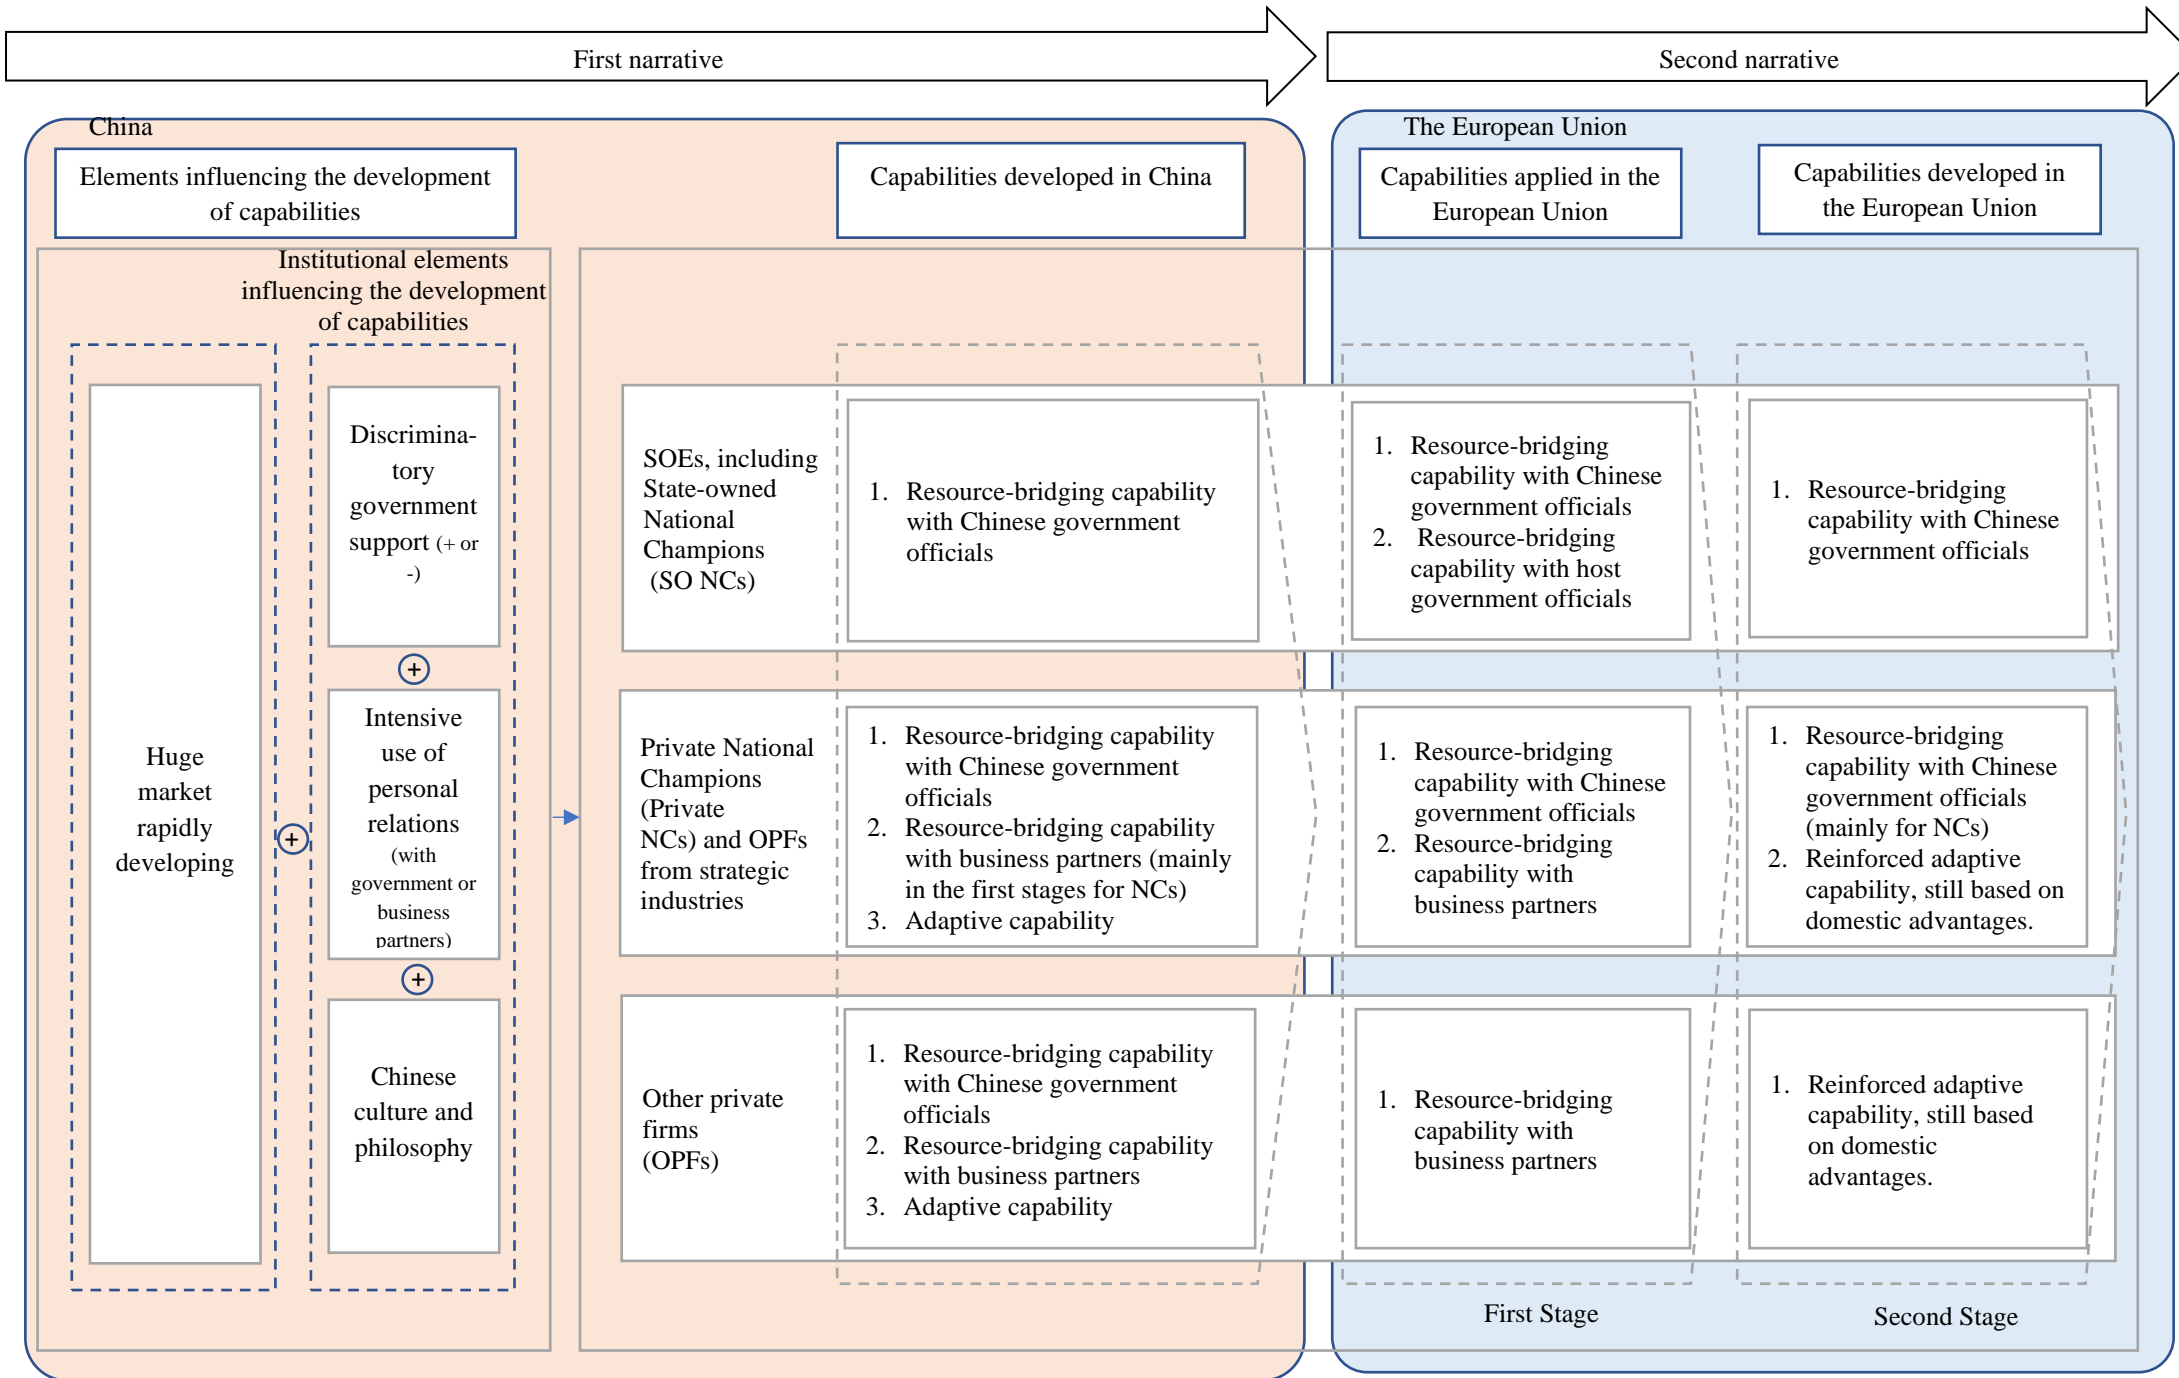 First narrative
Second narrative
China
The European Union
Elements influencing the development
of capabilities
Capabilities developed in China
Capabilities applied in the
European Union
Capabilities developed in
the European Union
Institutional elements
influencing the development
of capabilities
Huge
market
rapidly
developing
+
Discrimina-
tory
government
support (+ or
-)
+
Intensive
use of
personal
relations
(with
government or
business
partners)
+
Chinese
culture and
philosophy
SOEs, including
State-owned
National
Champions
(SO NCs)
1. Resource-bridging capability
with Chinese government
officials
1. Resource-bridging
capability with Chinese
government officials
2. Resource-bridging
capability with host
government officials
1. Resource-bridging
capability with Chinese
government officials
Private National
Champions
(Private
NCs) and OPFs
from strategic
industries
1. Resource-bridging capability
with Chinese government
officials
2. Resource-bridging capability
with business partners (mainly
in the first stages for NCs)
3. Adaptive capability
1. Resource-bridging
capability with Chinese
government officials
2. Resource-bridging
capability with
business partners
1. Resource-bridging
capability with Chinese
government officials
(mainly for NCs)
2. Reinforced adaptive
capability, still based on
domestic advantages.
Other private
firms
(OPFs)
1. Resource-bridging capability
with Chinese government
officials
2. Resource-bridging capability
with business partners
3. Adaptive capability
1. Resource-bridging
capability with
business partners
1. Reinforced adaptive
capability, still based
on domestic
advantages.
First Stage
Second Stage